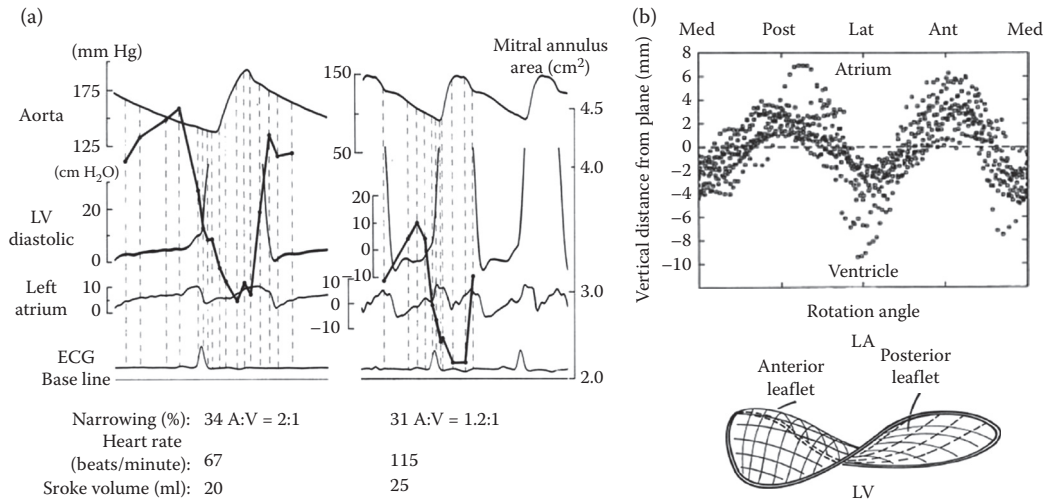 (a)
(mm Hg)
175
Aorta
125
(cm H₂O)
20
LV
diastolic
0
Left
atrium
10
0
ECG
Base line
150
100
50
20
10
0
−10
10
0
−10
Mitral annulus
area (cm²)
4.5
4.0
3.0
2.0
Narrowing (%): 34 A:V = 2:1 31 A:V = 1.2:1
Heart rate
(beats/minute): 67 115
Sroke volume (ml): 20 25
(b)
Med Post Lat Ant Med
Vertical distance from plane (mm)
8
6
4
2
0
−2
−4
−6
−8
−10
Atrium
Ventricle
Rotation angle
LA
Anterior
leaflet
Posterior
leaflet
LV